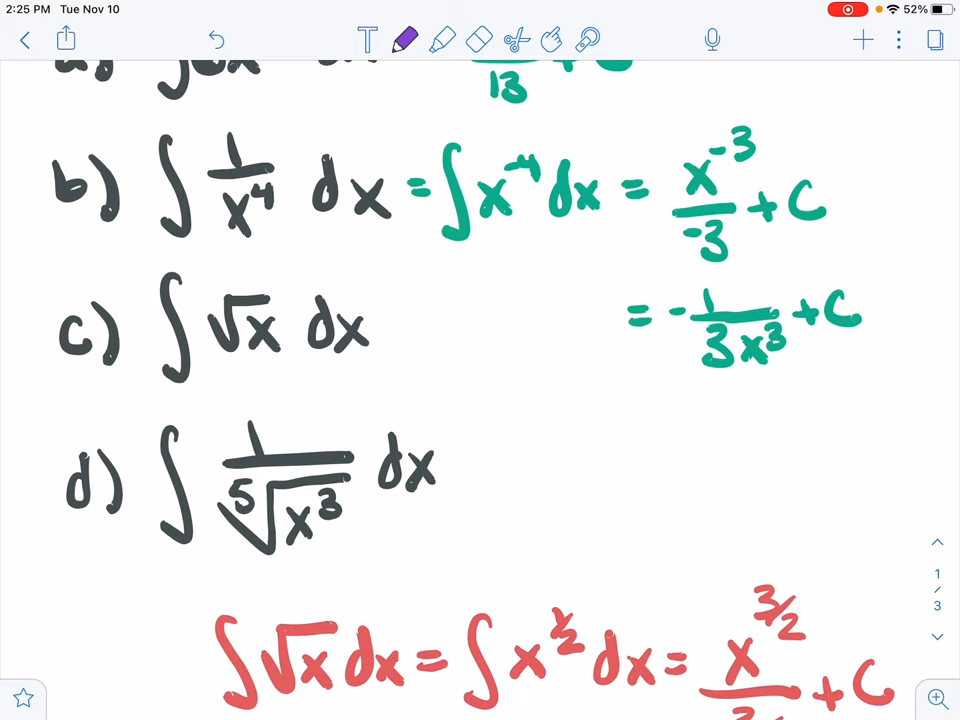 2:25 PM Tue Nov 10 52%
T
13
b) ∫ 1/x⁴ dx = ∫ x⁻⁴ dx = x⁻³/-3 + C
= - 1/3x³ + C
c) ∫ √x dx
d) ∫ 1/⁵√x³ dx
1
/
3
∫ √x dx = ∫ x^1/2 dx = x^3/2 + C